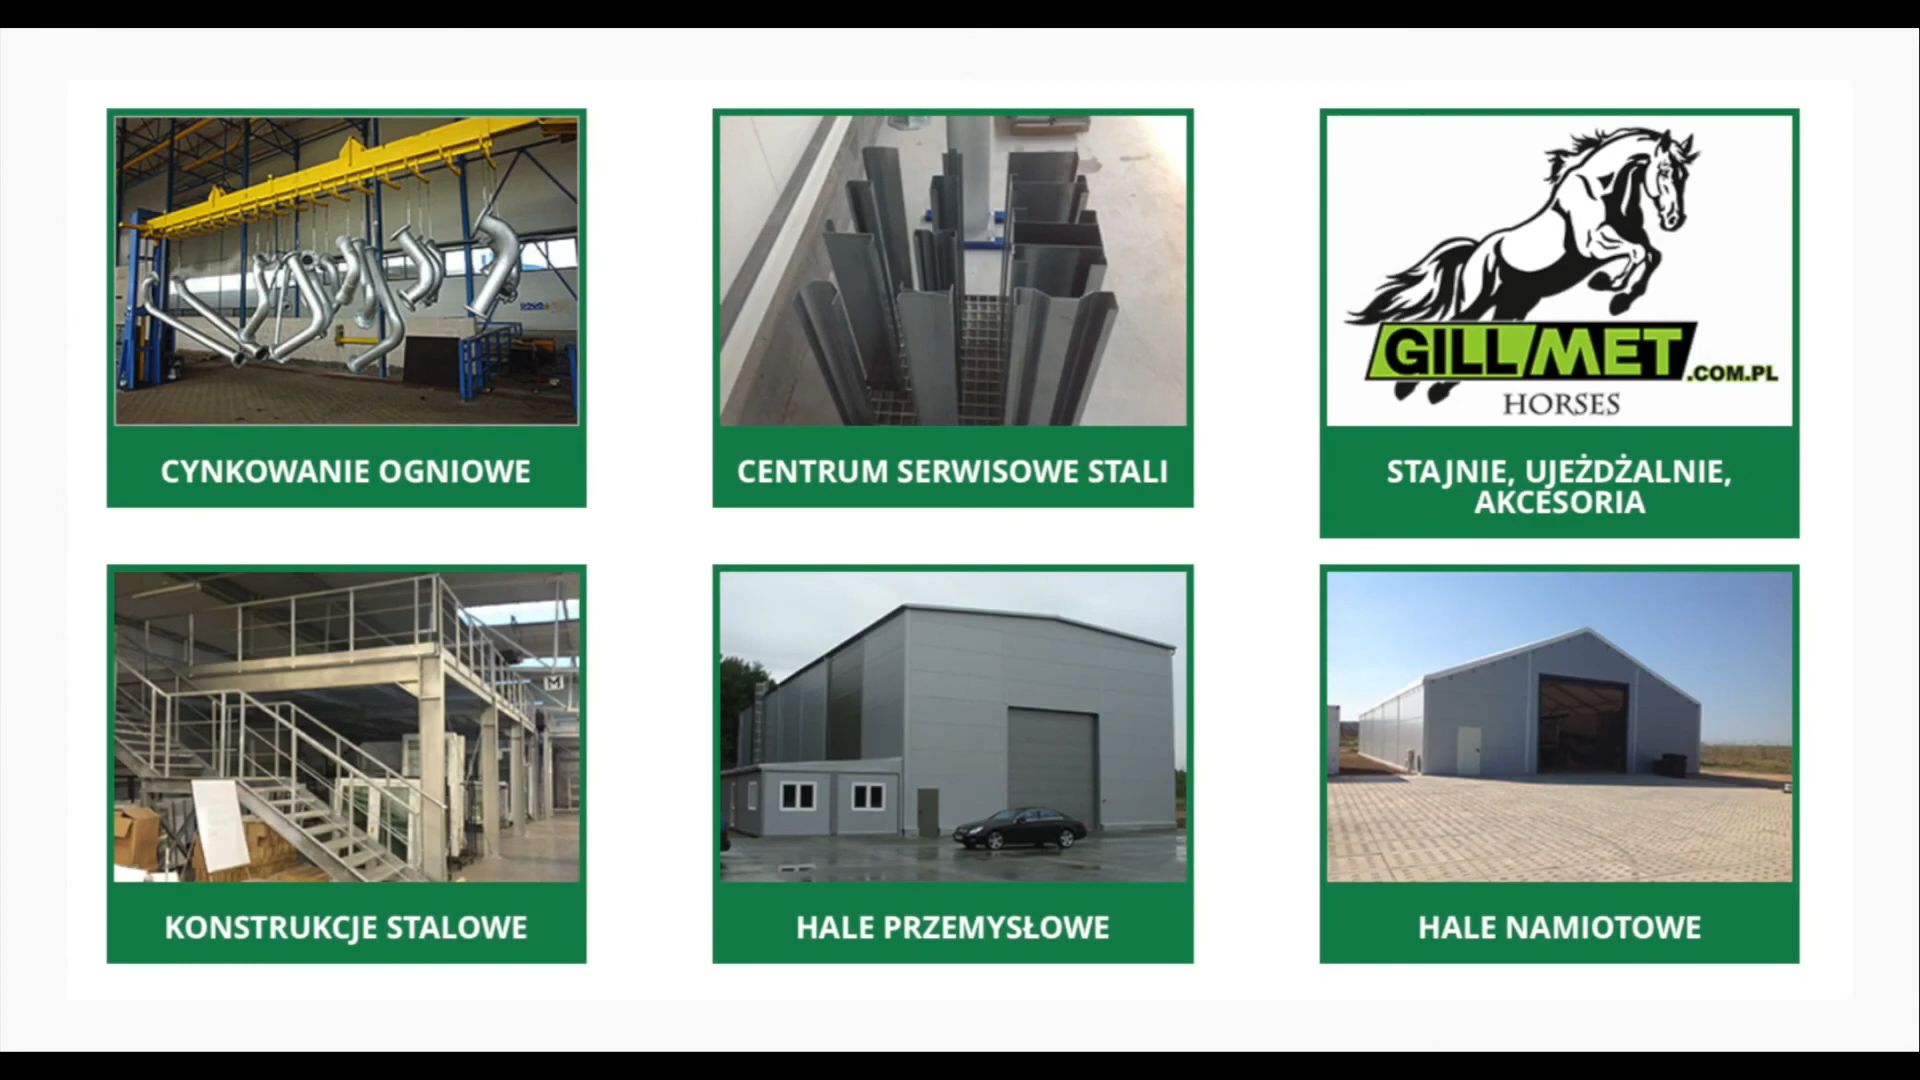 CYNKOWANIE OGNIOWE
CENTRUM SERWISOWE STALI
GILLMET.COM.PL
HORSES
STAJNIE, UJEŻDŻALNIE,
AKCESORIA
M
KONSTRUKCJE STALOWE
HALE PRZEMYSŁOWE
HALE NAMIOTOWE